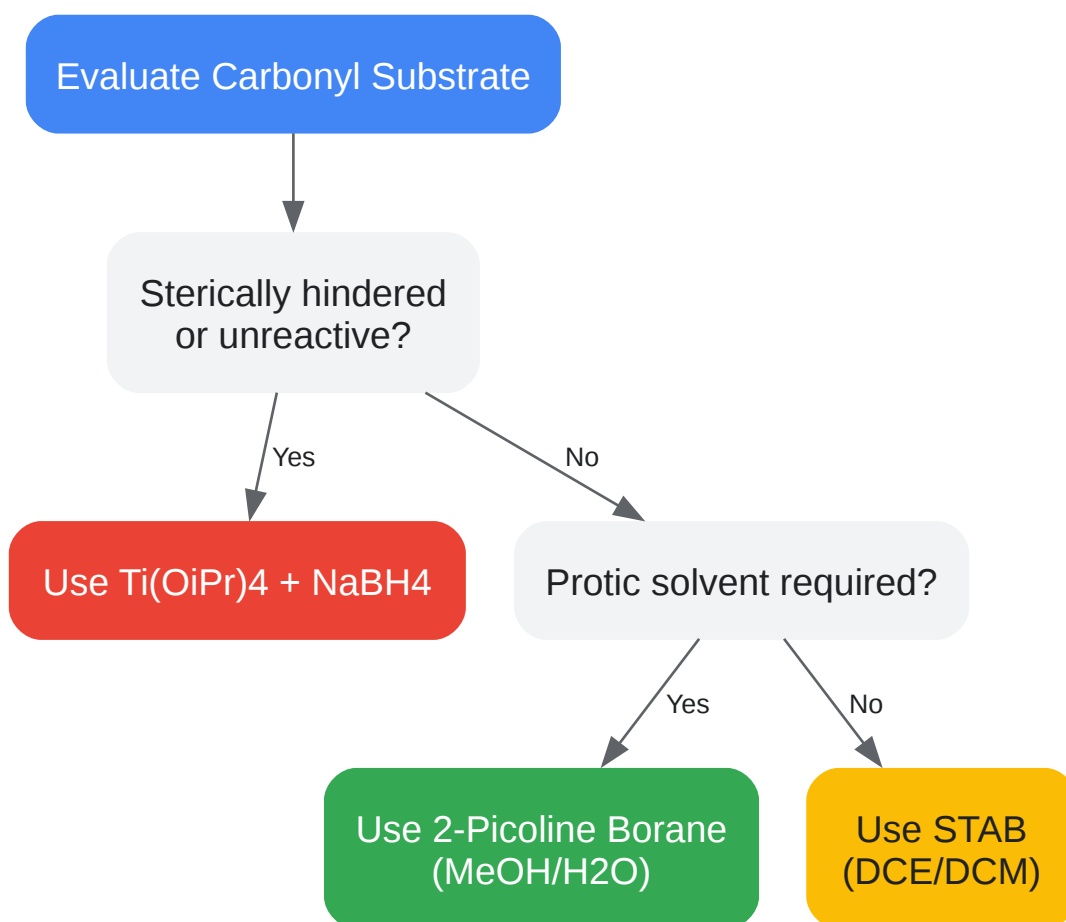 Evaluate Carbonyl Substrate
Sterically hindered
or unreactive?
Yes
No
Use Ti(OiPr)4 + NaBH4
Protic solvent required?
Yes
No
Use 2-Picoline Borane
(MeOH/H2O)
Use STAB
(DCE/DCM)